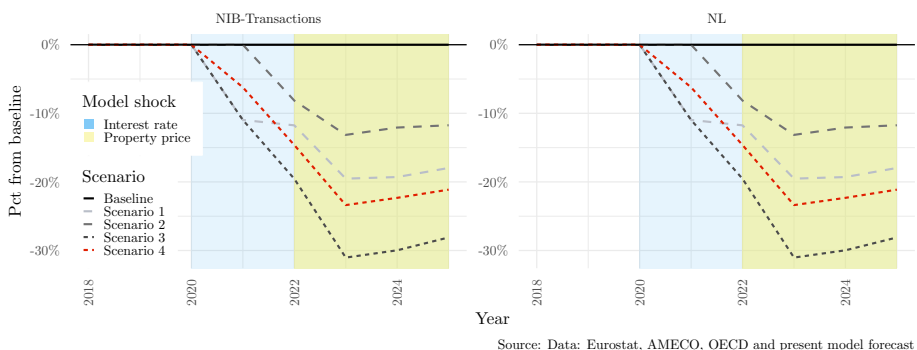 NIB-Transactions
NL
Pct from baseline
0%
-10%
-20%
-30%
Model shock
Interest rate
Property price
Scenario
Baseline
Scenario 1
Scenario 2
Scenario 3
Scenario 4
2018
2020
2022
2024
2018
2020
2022
2024
0%
-10%
-20%
-30%
Year
Source: Data: Eurostat, AMECO, OECD and present model forecast